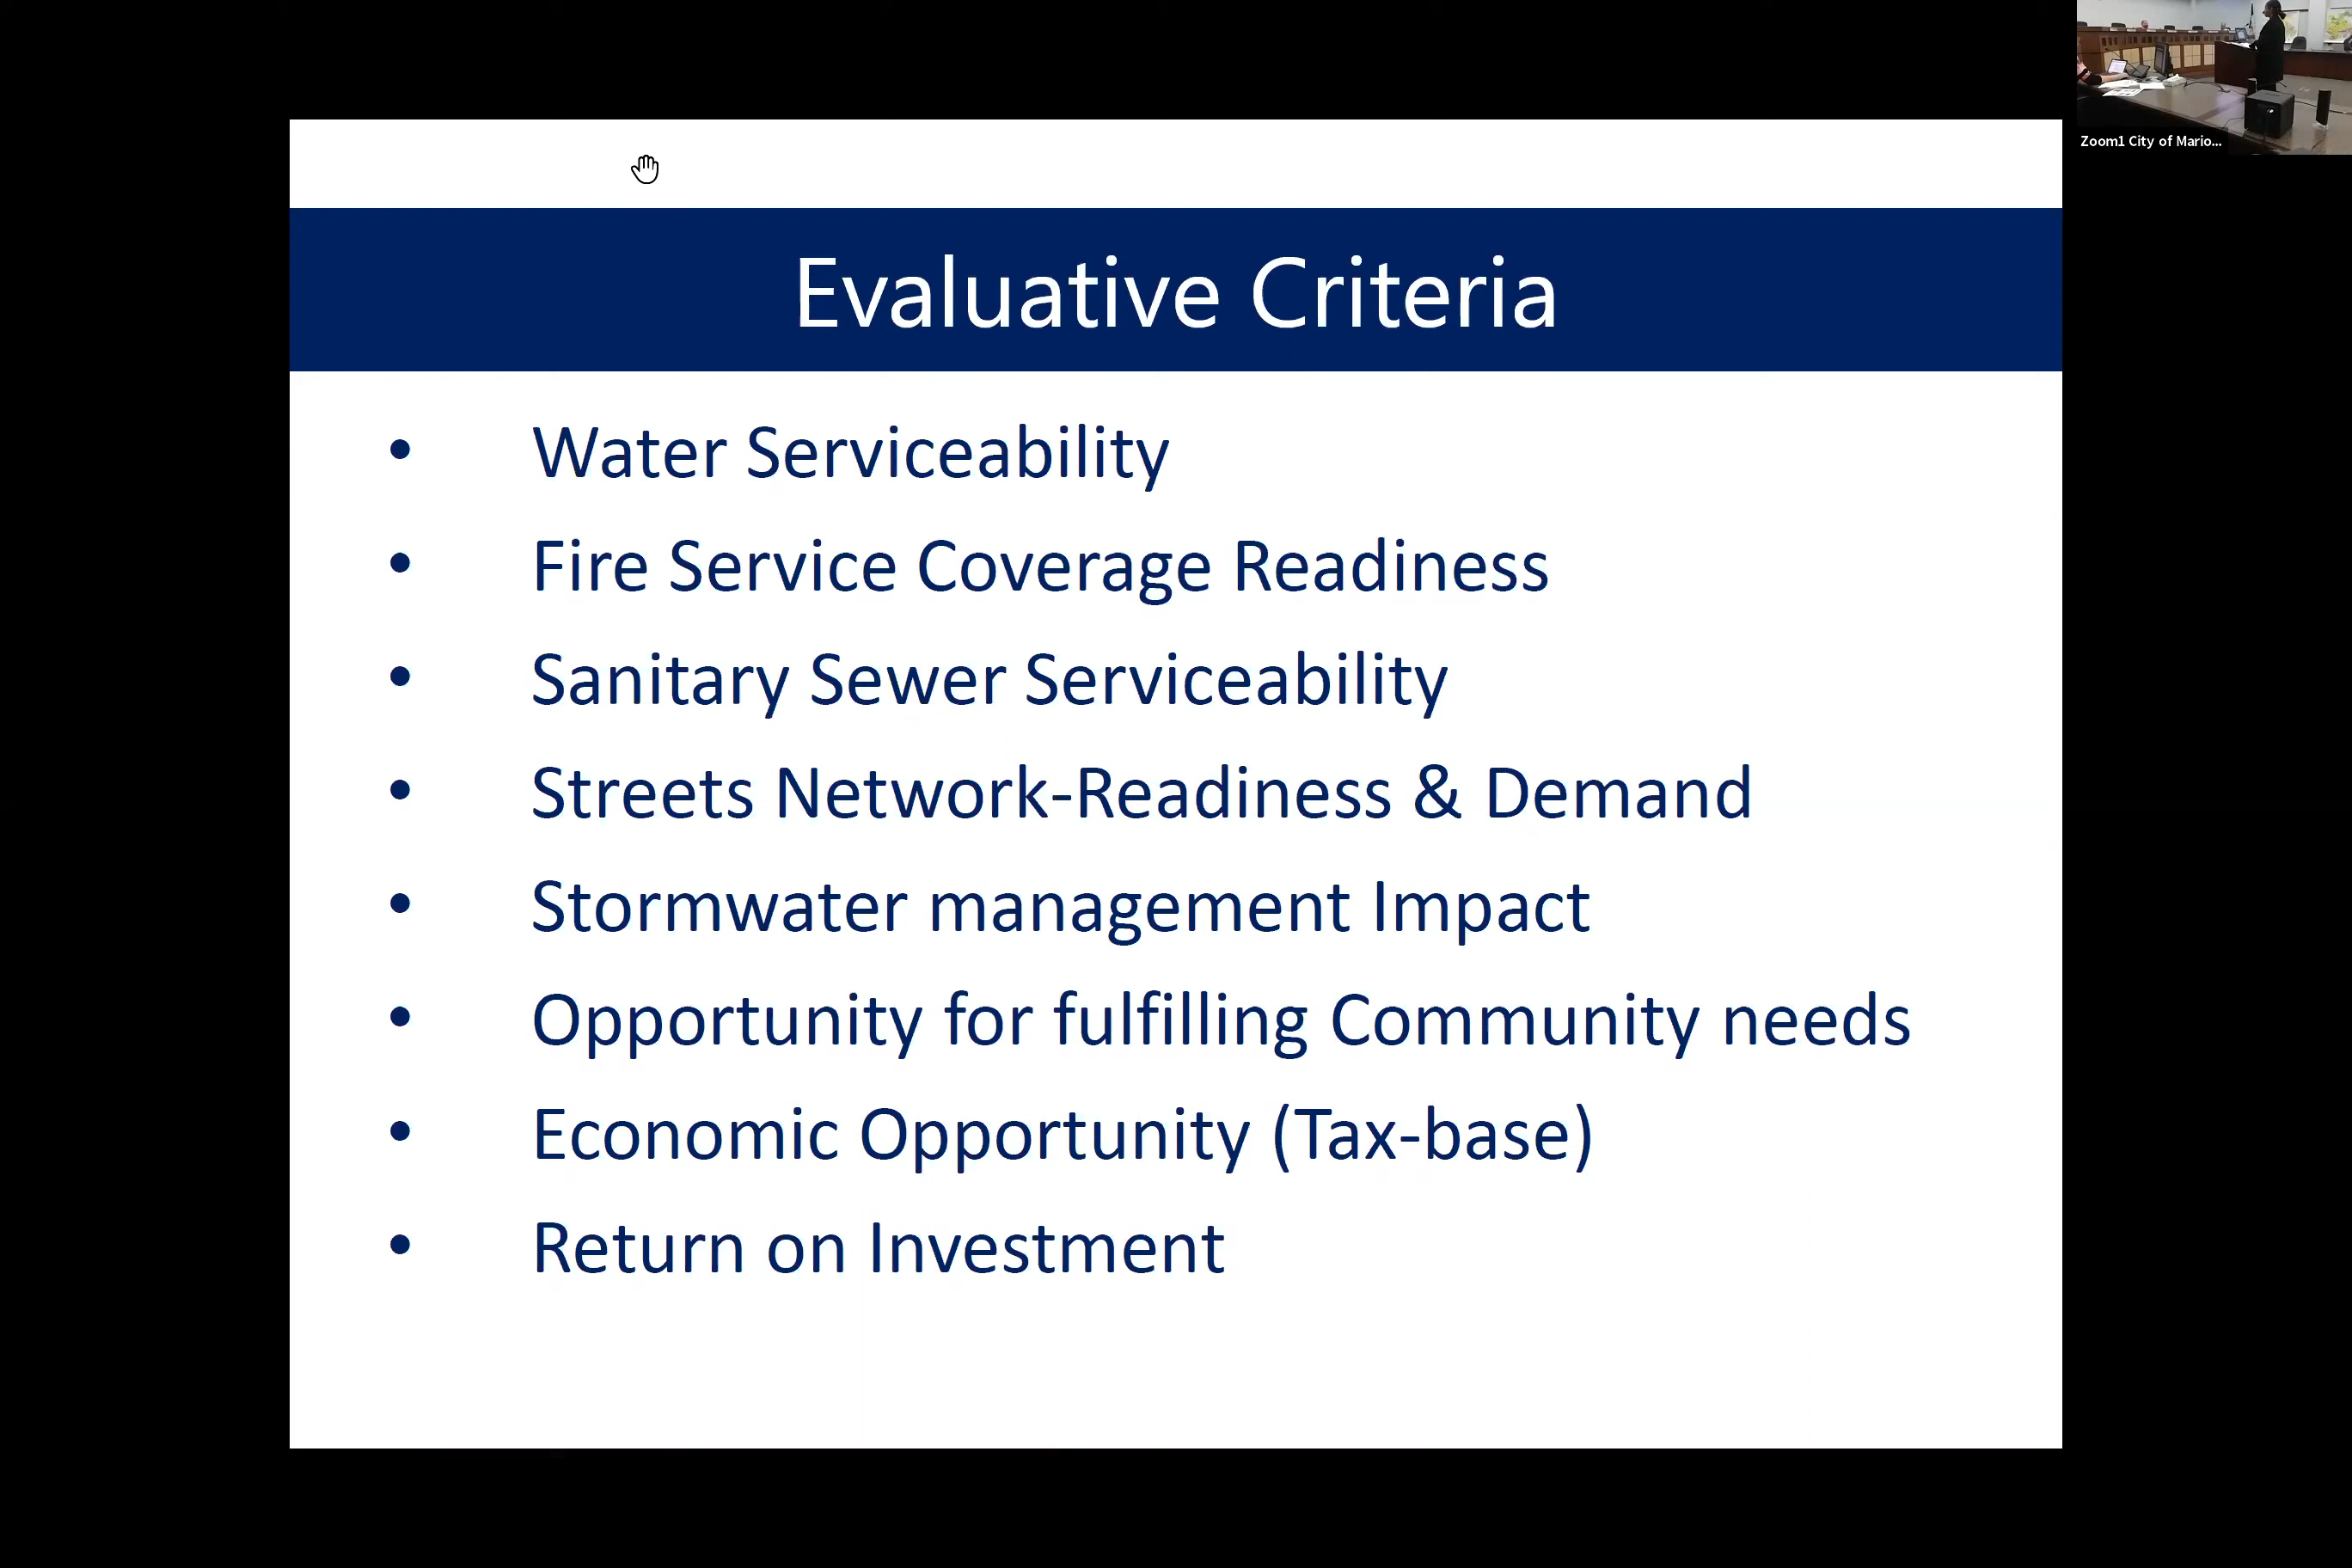 Zoom1 City of Mario...
Evaluative Criteria
• Water Serviceability
• Fire Service Coverage Readiness
• Sanitary Sewer Serviceability
• Streets Network-Readiness & Demand
• Stormwater management Impact
• Opportunity for fulfilling Community needs
• Economic Opportunity (Tax-base)
• Return on Investment